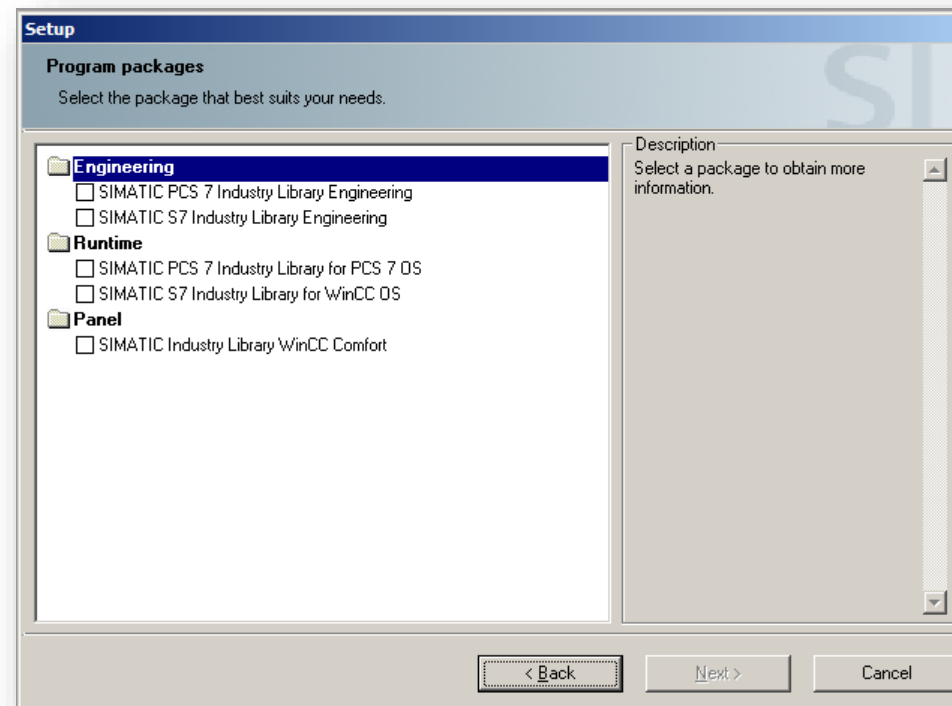 Setup
Program packages
Select the package that best suits your needs.
SI
Engineering
SIMATIC PCS 7 Industry Library Engineering
SIMATIC S7 Industry Library Engineering
Runtime
SIMATIC PCS 7 Industry Library for PCS 7 OS
SIMATIC S7 Industry Library for WinCC OS
Panel
SIMATIC Industry Library WinCC Comfort
Description
Select a package to obtain more
information.
< Back
Next >
Cancel